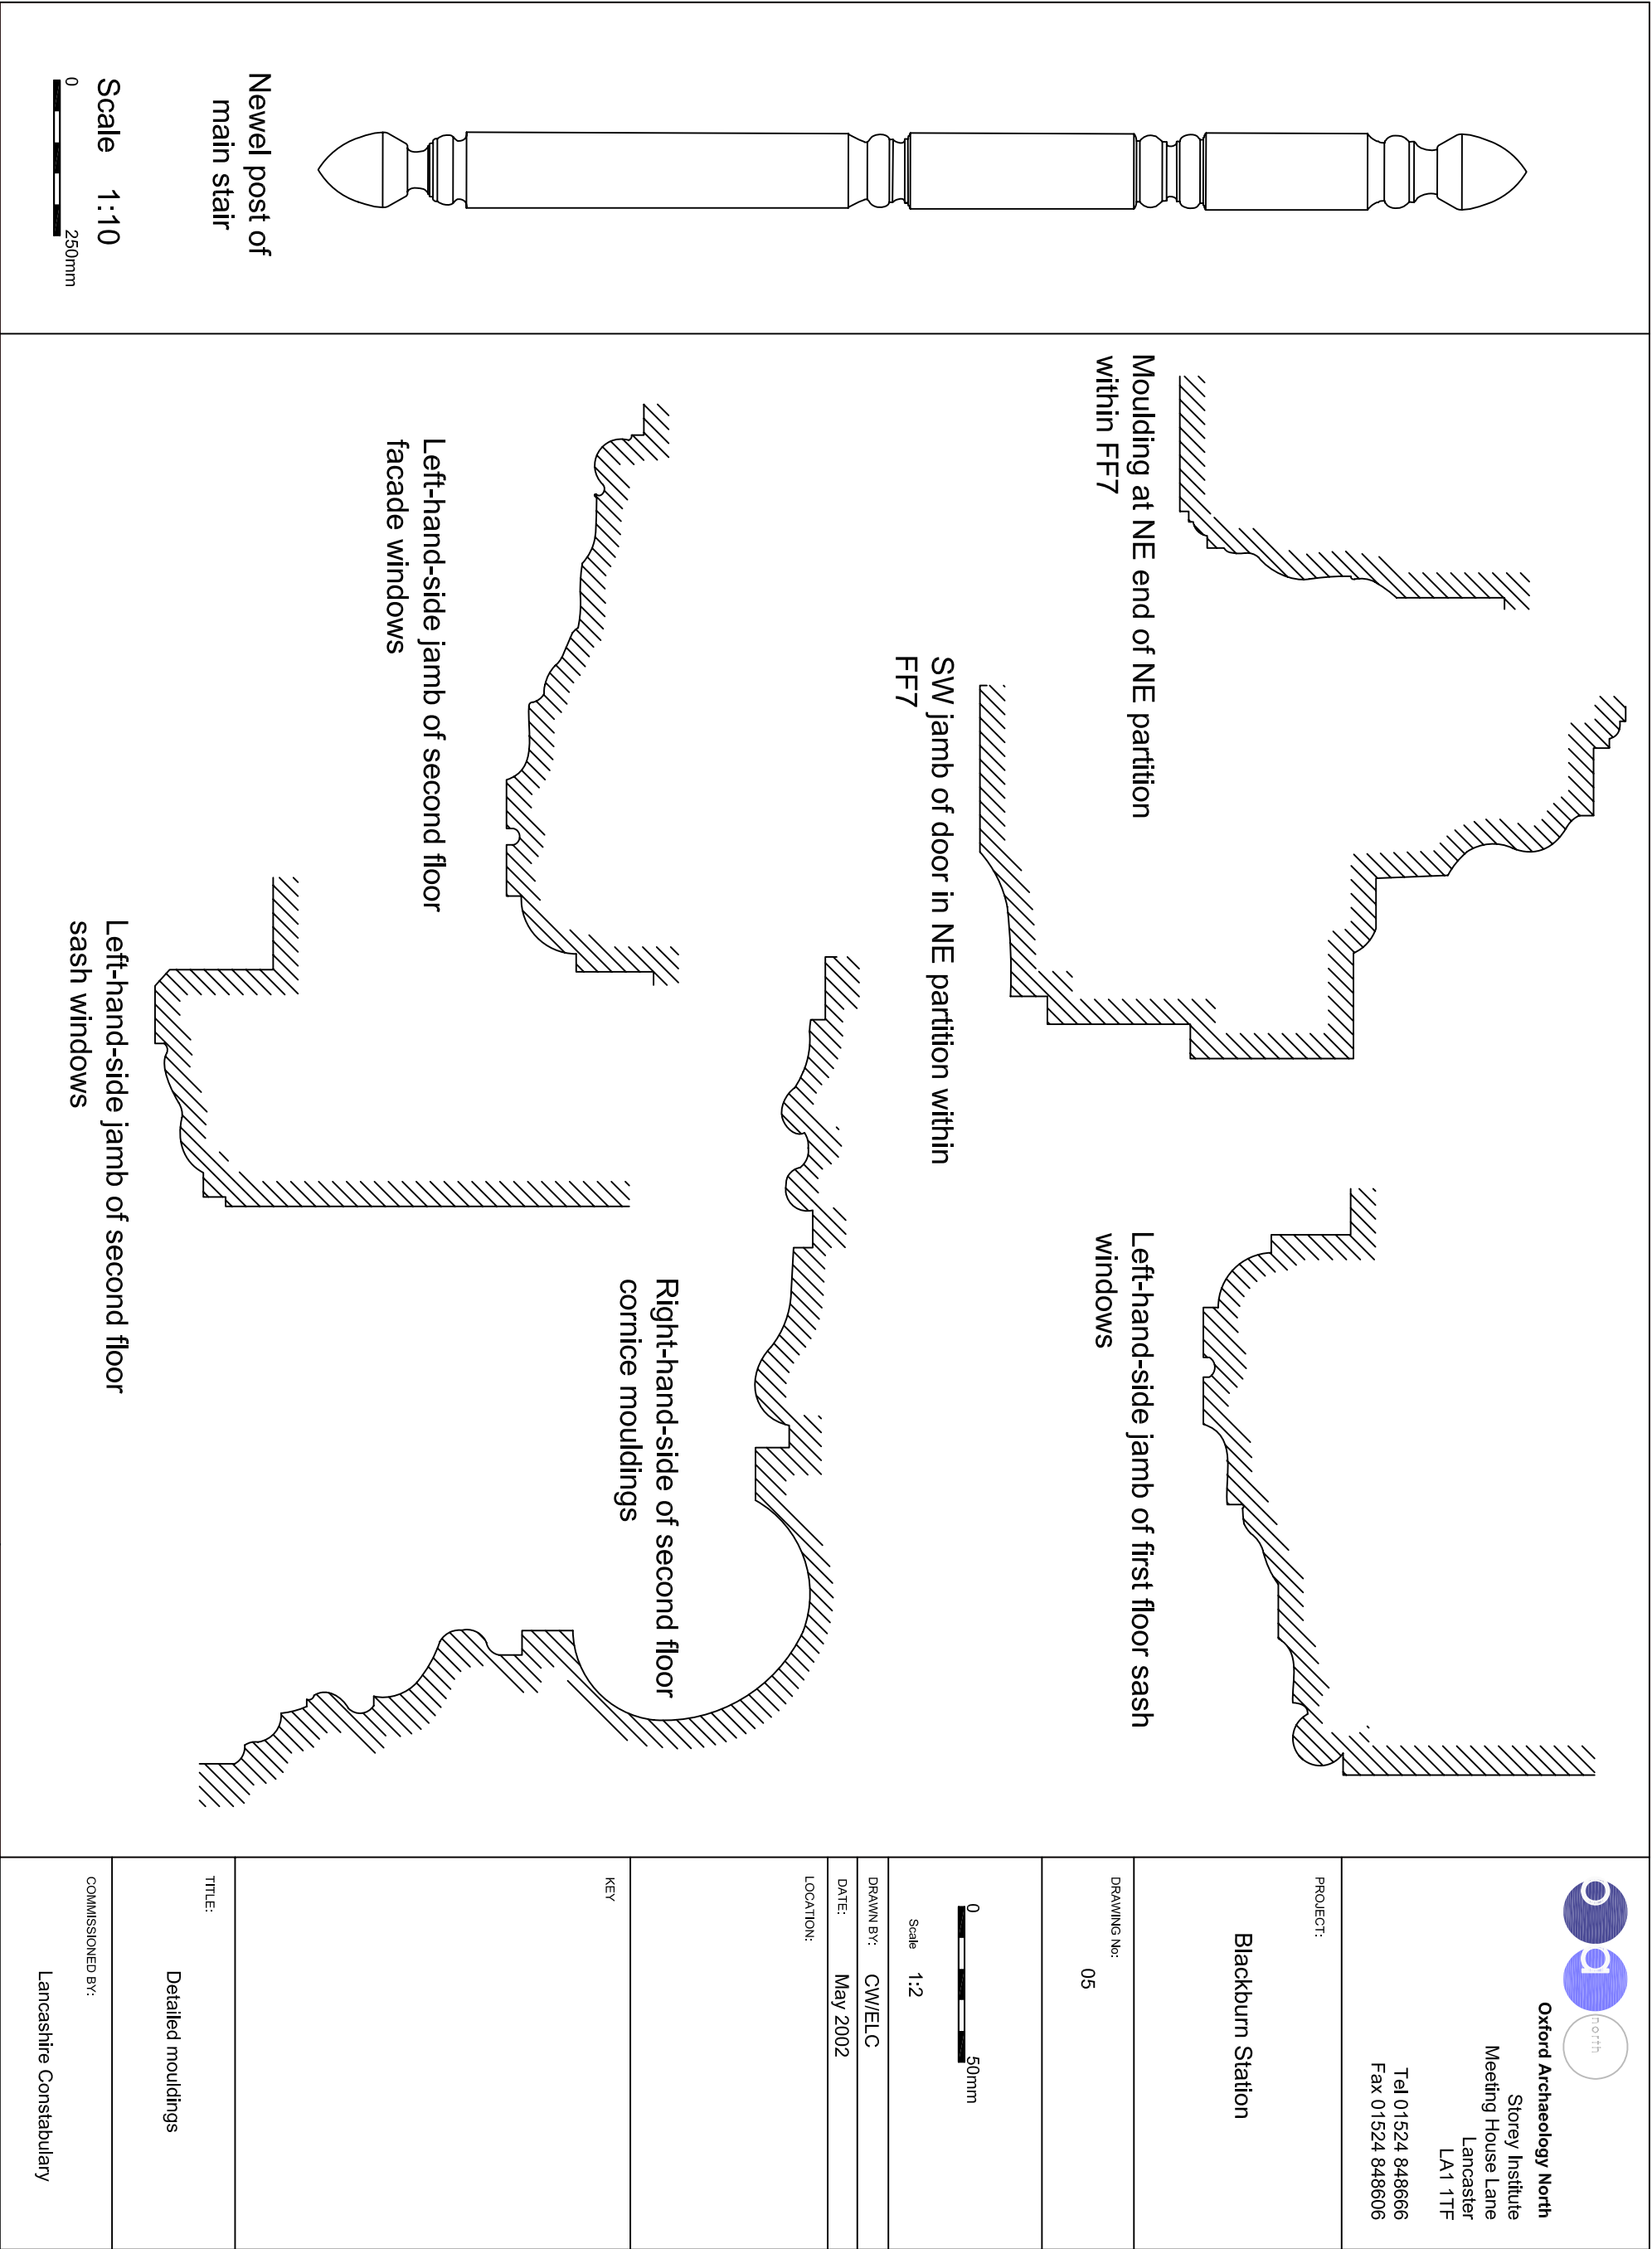 Newel post of
main stair
Scale 1:10
0
250mm
Moulding at NE end of NE partition
within FF7
SW jamb of door in NE partition within
FF7
Left-hand-side jamb of first floor sash
windows
Left-hand-side jamb of second floor
facade windows
Right-hand-side of second floor
cornice mouldings
Left-hand-side jamb of second floor
sash windows
o a north
Oxford Archaeology North
Storey Institute
Meeting House Lane
Lancaster
LA1 1TF
Tel 01524 848666
Fax 01524 848606
PROJECT:
Blackburn Station
DRAWING No:
05
0
50mm
Scale 1:2
DRAWN BY: CW/ELC
DATE: May 2002
LOCATION:
KEY
TITLE:
Detailed mouldings
COMMISSIONED BY:
Lancashire Constabulary